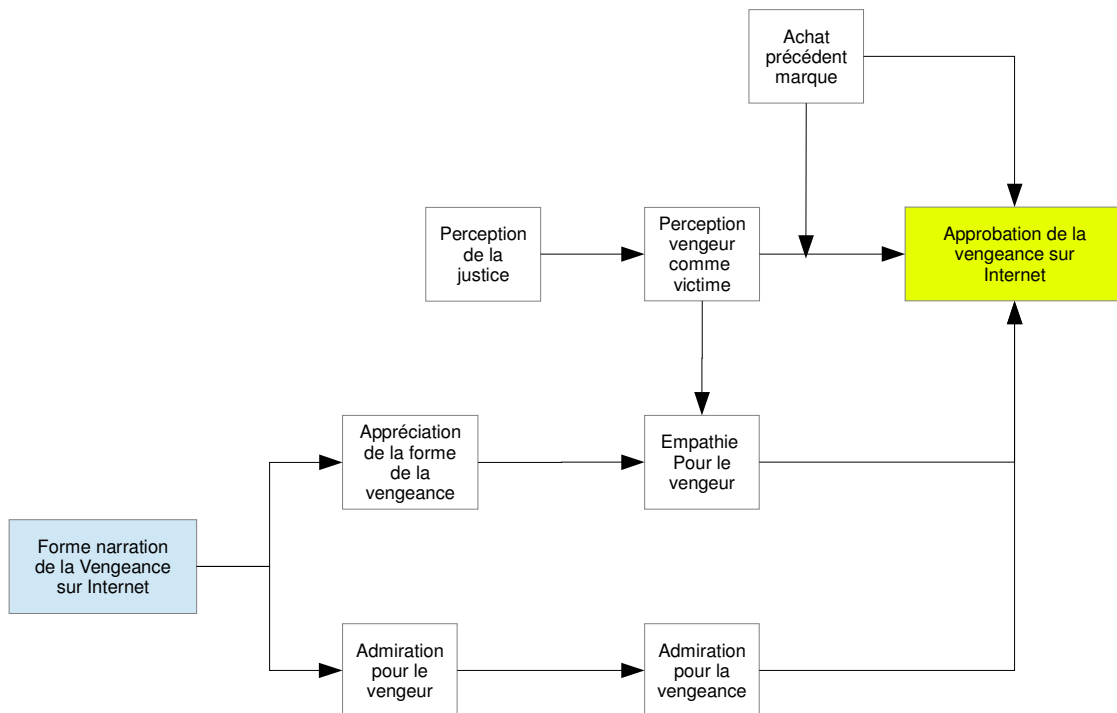 Achat
précédent
marque
Perception
de la
justice
Perception
vengeur
comme
victime
Approbation de la
vengeance sur
Internet
Appréciation
de la forme
de la
vengeance
Empathie
Pour le
vengeur
Forme narration
de la Vengeance
sur Internet
Admiration
pour le
vengeur
Admiration
pour la
vengeance